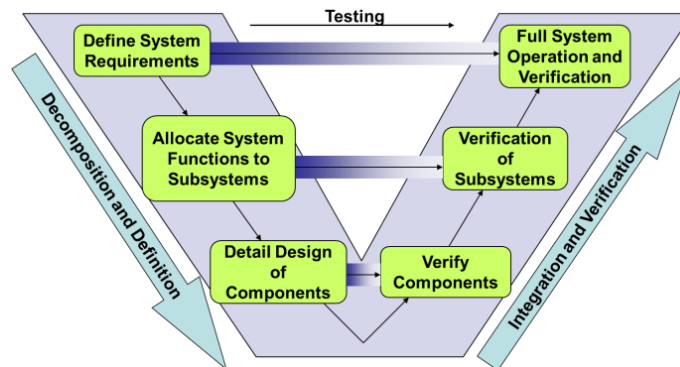 Testing
Define System
Requirements
Full System
Operation and
Verification
Allocate System
Functions to
Subsystems
Verification
of
Subsystems
Detail Design
of
Components
Verify
Components
Decomposition and Definition
Integration and Verification